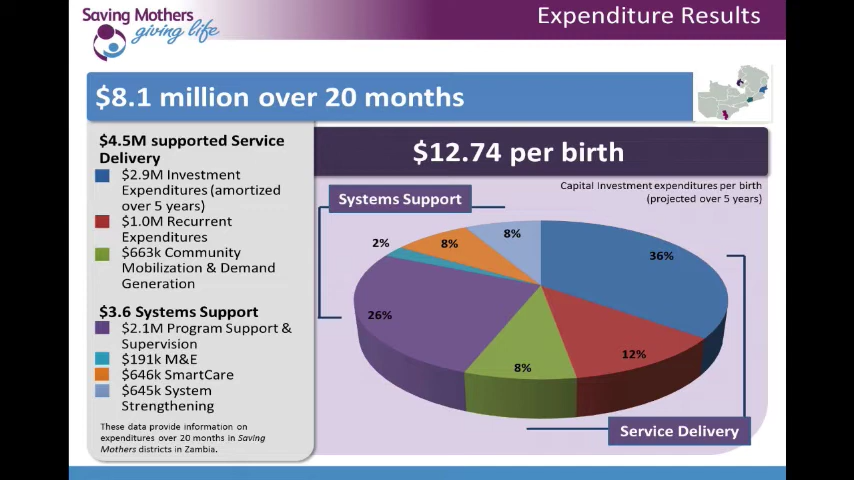 Saving Mothers
giving life
Expenditure Results
$8.1 million over 20 months
$4.5M supported Service
Delivery
$2.9M Investment
Expenditures (amortized
over 5 years)
$1.0M Recurrent
Expenditures
$663k Community
Mobilization & Demand
Generation
$3.6 Systems Support
$2.1M Program Support &
Supervision
$191k M&E
$646k SmartCare
$645k System
Strengthening
These data provide information on
expenditures over 20 months in Saving
Mothers districts in Zambia.
$12.74 per birth
Capital Investment expenditures per birth
(projected over 5 years)
Systems Support
8%
2%
8%
36%
26%
12%
8%
Service Delivery